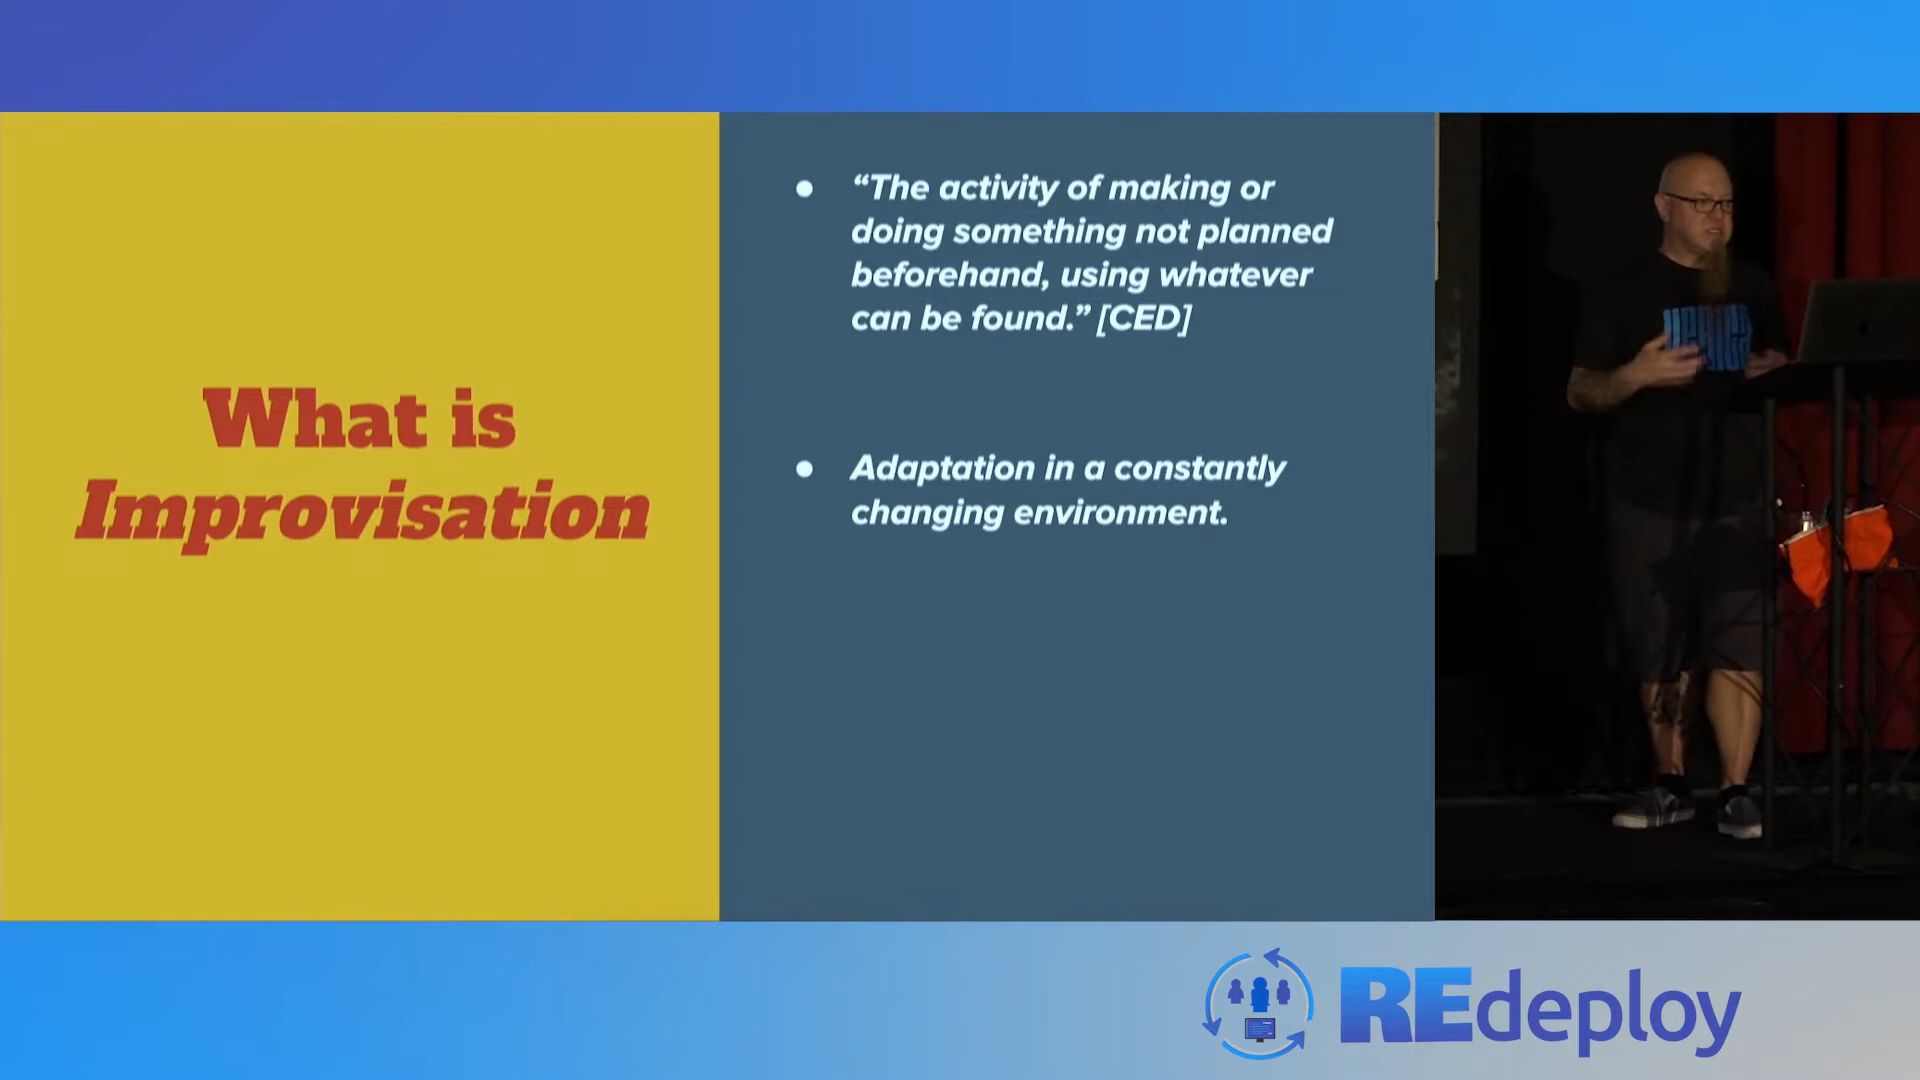 What is
Improvisation
● “The activity of making or
doing something not planned
beforehand, using whatever
can be found.” [CED]
● Adaptation in a constantly
changing environment.
REdeploy